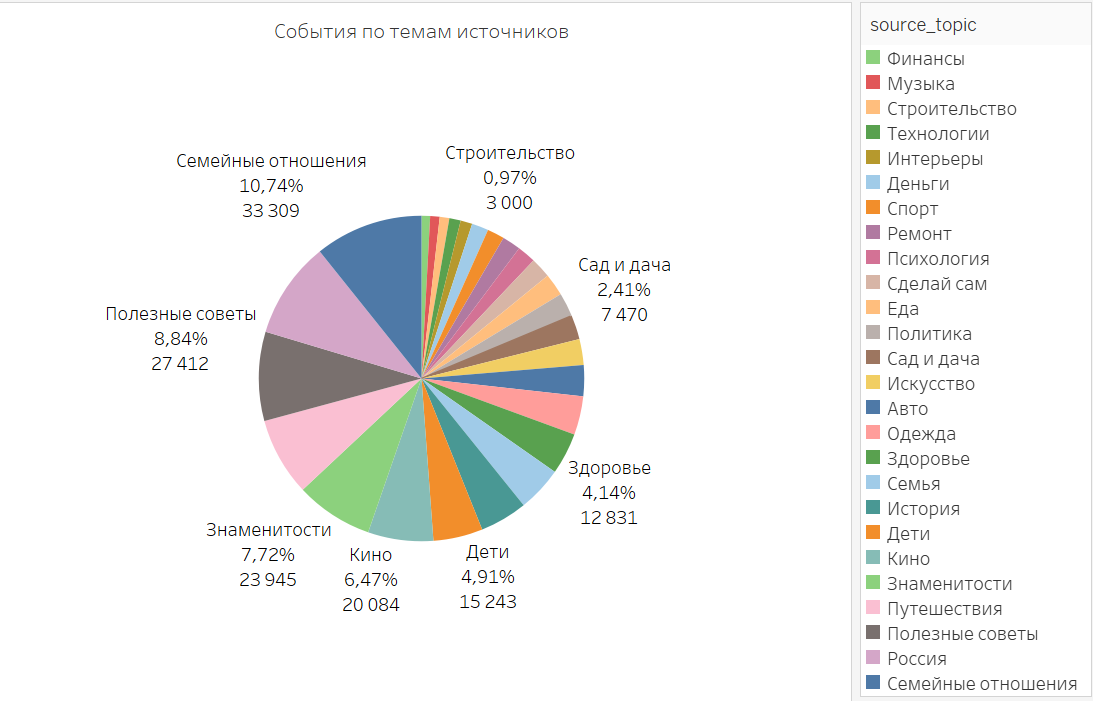 События по темам источников
Семейные отношения
10,74%
33 309
Строительство
0,97%
3 000
Сад и дача
2,41%
7 470
Полезные советы
8,84%
27 412
Здоровье
4,14%
12 831
Знаменитости
7,72%
23 945
Кино
6,47%
20 084
Дети
4,91%
15 243
source_topic
Финансы
Музыка
Строительство
Технологии
Интерьеры
Деньги
Спорт
Ремонт
Психология
Сделай сам
Еда
Политика
Сад и дача
Искусство
Авто
Одежда
Здоровье
Семья
История
Дети
Кино
Знаменитости
Путешествия
Полезные советы
Россия
Семейные отношения